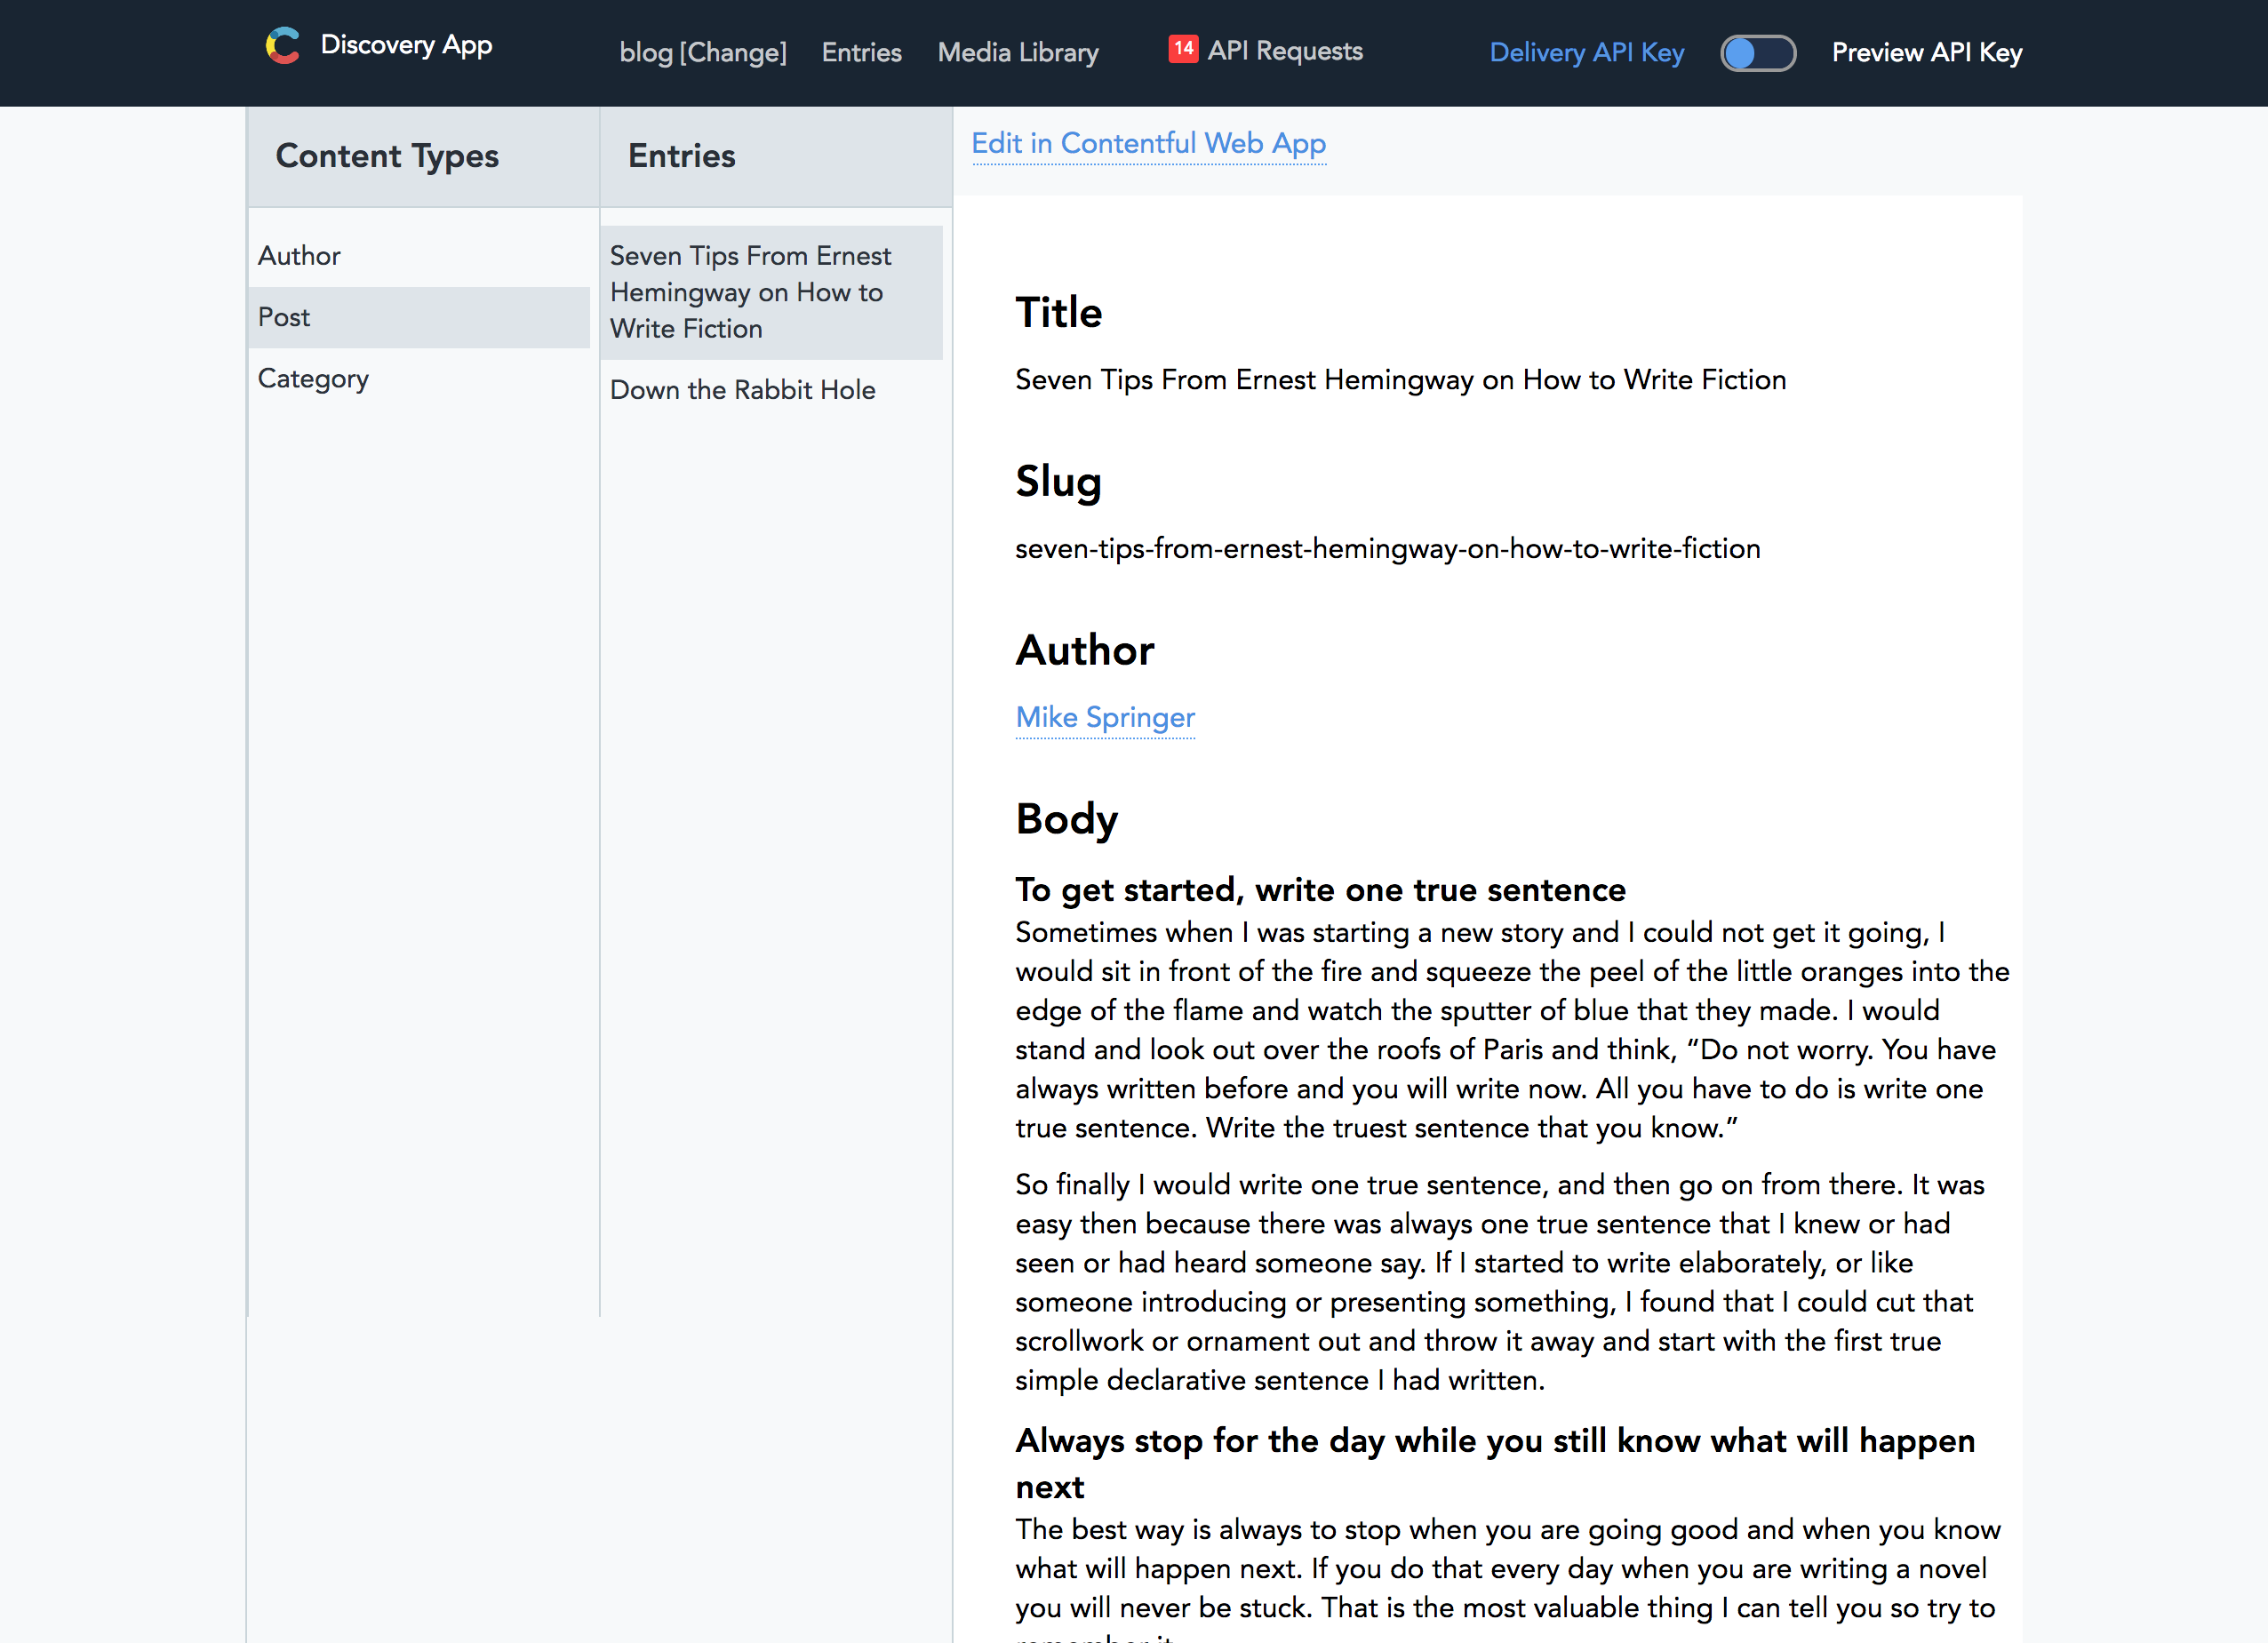 Discovery App
blog [Change]
Entries
Media Library
14 API Requests
Delivery API Key
Preview API Key
Content Types
Author
Post
Category
Entries
Seven Tips From Ernest
Hemingway on How to
Write Fiction
Down the Rabbit Hole
Edit in Contentful Web App
Title
Seven Tips From Ernest Hemingway on How to Write Fiction
Slug
seven-tips-from-ernest-hemingway-on-how-to-write-fiction
Author
Mike Springer
Body
To get started, write one true sentence
Sometimes when I was starting a new story and I could not get it going, I
would sit in front of the fire and squeeze the peel of the little oranges into the
edge of the flame and watch the sputter of blue that they made. I would
stand and look out over the roofs of Paris and think, “Do not worry. You have
always written before and you will write now. All you have to do is write one
true sentence. Write the truest sentence that you know.”
So finally I would write one true sentence, and then go on from there. It was
easy then because there was always one true sentence that I knew or had
seen or had heard someone say. If I started to write elaborately, or like
someone introducing or presenting something, I found that I could cut that
scrollwork or ornament out and throw it away and start with the first true
simple declarative sentence I had written.
Always stop for the day while you still know what will happen
next
The best way is always to stop when you are going good and when you know
what will happen next. If you do that every day when you are writing a novel
you will never be stuck. That is the most valuable thing I can tell you so try to